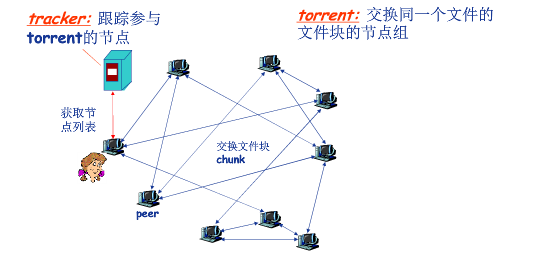 tracker: 跟踪参与
torrent的节点
torrent: 交换同一个文件的
文件块的节点组
获取节
点列表
交换文件块
chunk
peer